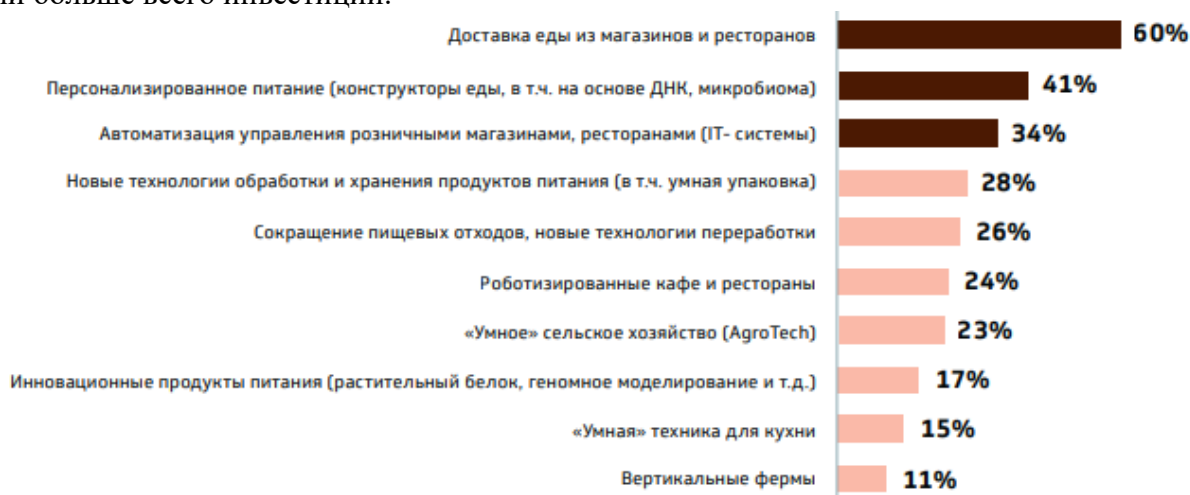 больше всего инвестиций.
Доставка еды из магазинов и ресторанов 60%
Персонализированное питание (конструкторы еды, в т.ч. на основе ДНК, микробиома) 41%
Автоматизация управления розничными магазинами, ресторанами (IT- системы) 34%
Новые технологии обработки и хранения продуктов питания (в т.ч. умная упаковка) 28%
Сокращение пищевых отходов, новые технологии переработки 26%
Роботизированные кафе и рестораны 24%
«Умное» сельское хозяйство (AgroTech) 23%
Инновационные продукты питания (растительный белок, геномное моделирование и т.д.) 17%
«Умная» техника для кухни 15%
Вертикальные фермы 11%